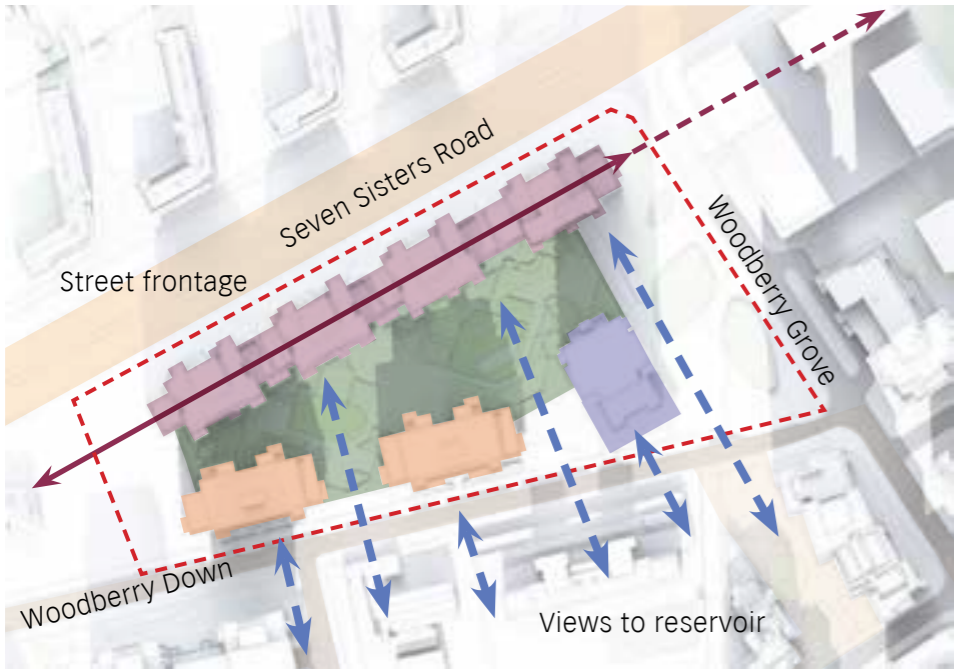 Seven Sisters Road
Street frontage
Woodberry Grove
Woodberry Down
Views to reservoir